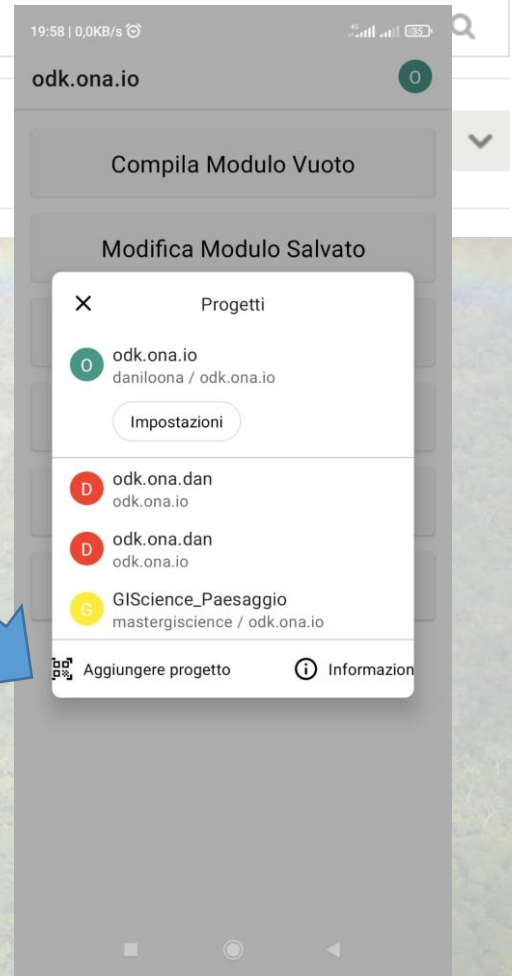 19:58 | 0,0KB/s
4G 35
odk.ona.io
O
Compila Modulo Vuoto
Modifica Modulo Salvato
Progetti
O
odk.ona.io
daniloona / odk.ona.io
Impostazioni
D
odk.ona.dan
odk.ona.io
D
odk.ona.dan
odk.ona.io
G
GIScience_Paesaggio
mastergiscience / odk.ona.io
Aggiungere progetto
Informazion